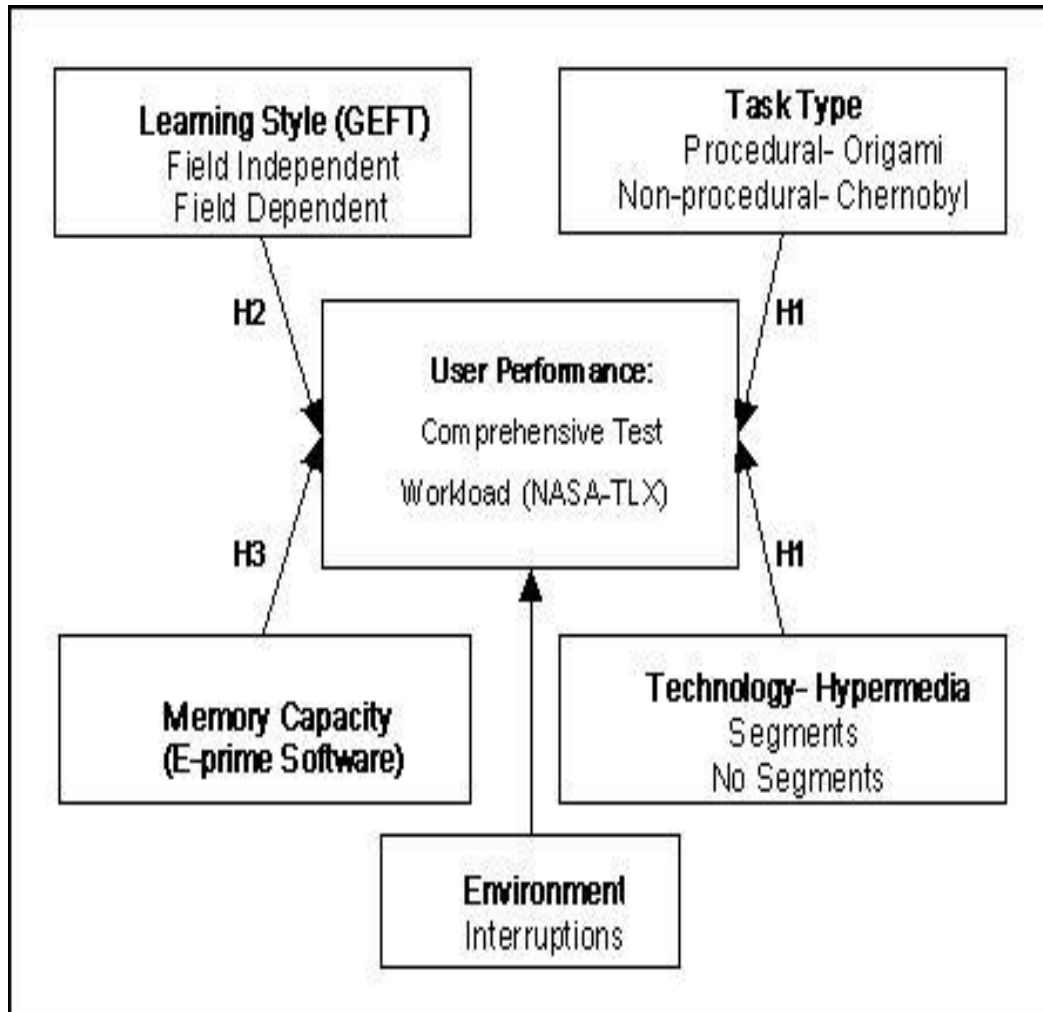 Learning Style (GEFT)
Field Independent
Field Dependent
Task Type
Procedural- Origami
Non-procedural- Chernobyl
H2
H1
User Performance:
Comprehensive Test
Workload (NASA-TLX)
H3
H1
Memory Capacity
(E-prime Software)
Technology- Hypermedia
Segments
No Segments
Environment
Interruptions